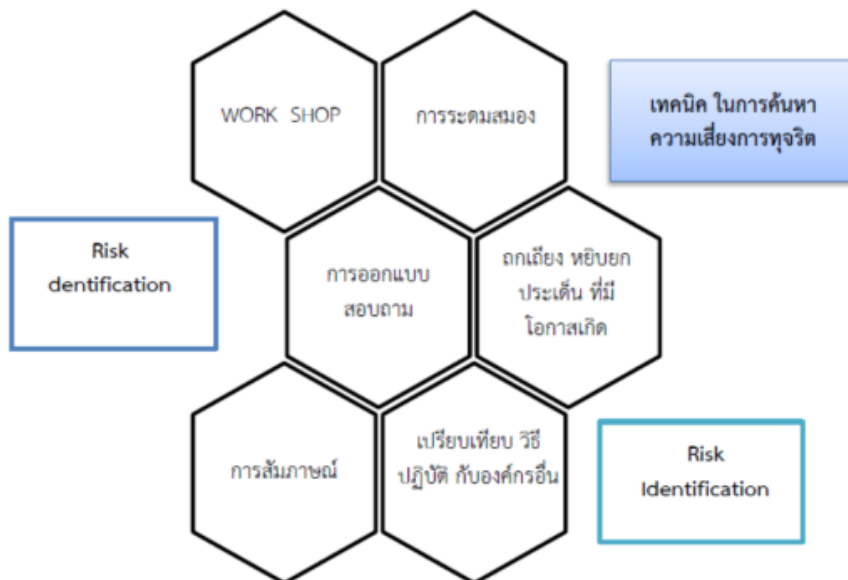 WORK SHOP
การระดมสมอง
เทคนิค ในการค้นหา
ความเสี่ยงการทุจริต
Risk
dentification
การออกแบบ
สอบถาม
ถกเถียง หยิบยก
ประเด็น ที่มี
โอกาสเกิด
การสัมภาษณ์
เปรียบเทียบ วิธี
ปฏิบัติ กับองค์กรอื่น
Risk
Identification